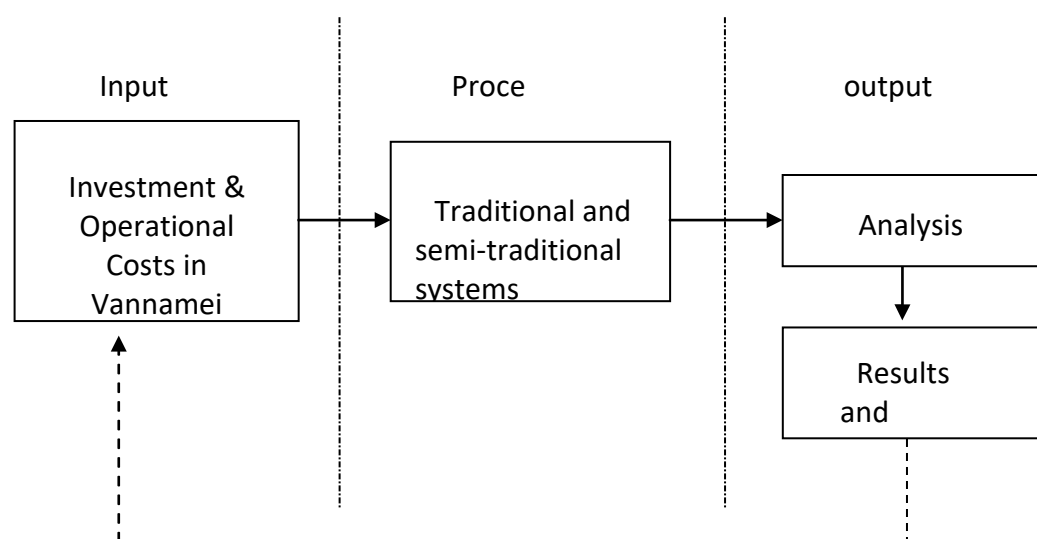 Input
Proce
output
Investment &
Operational
Costs in
Vannamei
Traditional and
semi-traditional
systems
Analysis
Results
and